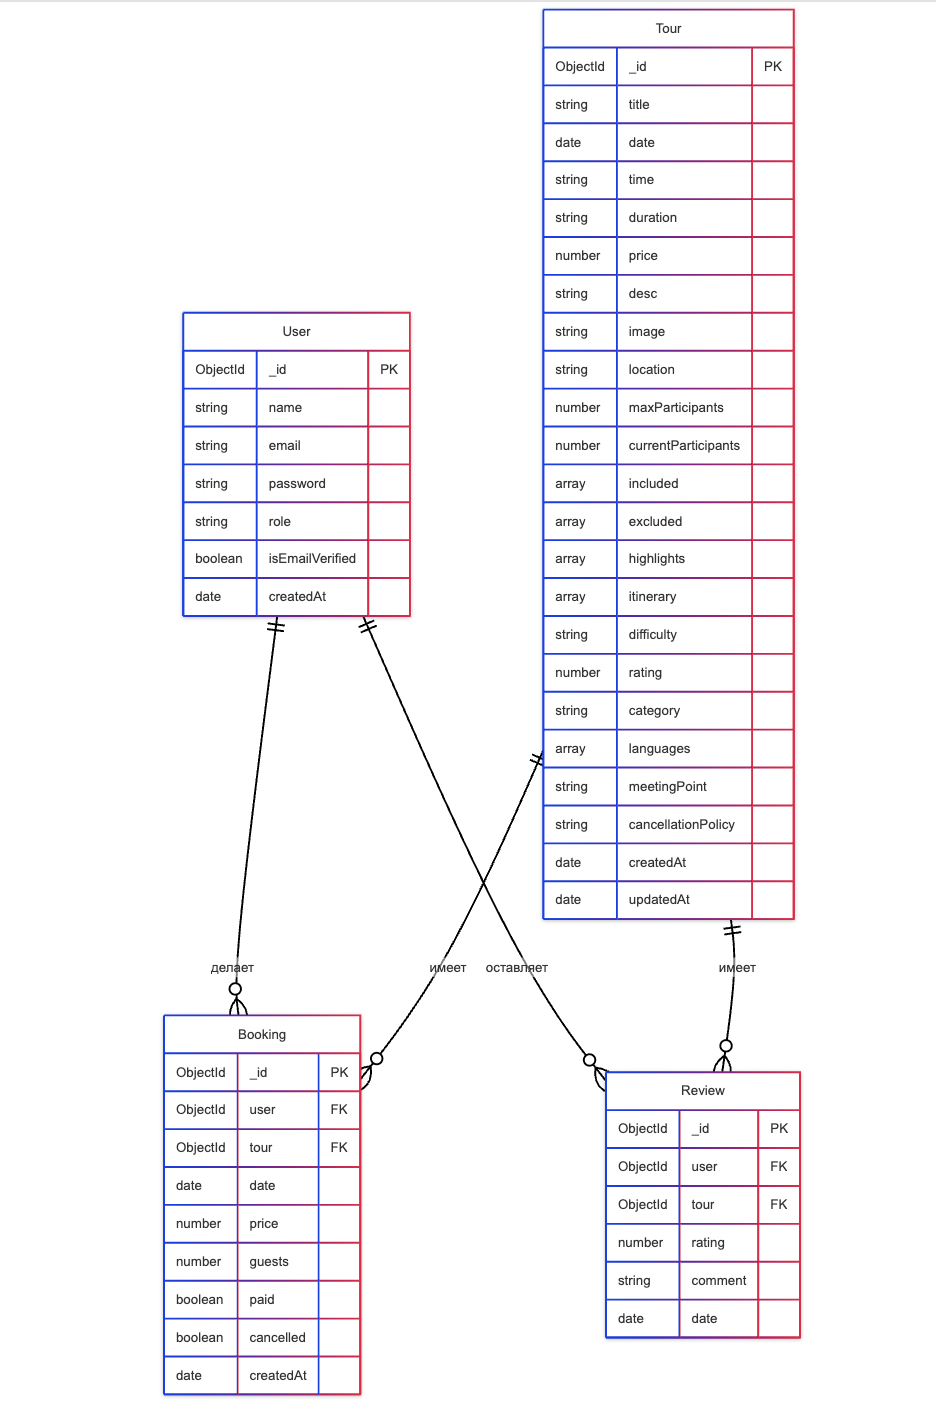 Tour
ObjectId _id PK
string title
date date
string time
string duration
number price
string desc
string image
string location
number maxParticipants
number currentParticipants
array included
array excluded
array highlights
array itinerary
string difficulty
number rating
string category
array languages
string meetingPoint
string cancellationPolicy
date createdAt
date updatedAt
User
ObjectId _id PK
string name
string email
string password
string role
boolean isEmailVerified
date createdAt
делает
имеет
оставляет
имеет
Booking
ObjectId _id PK
ObjectId user FK
ObjectId tour FK
date date
number price
number guests
boolean paid
boolean cancelled
date createdAt
Review
ObjectId _id PK
ObjectId user FK
ObjectId tour FK
number rating
string comment
date date